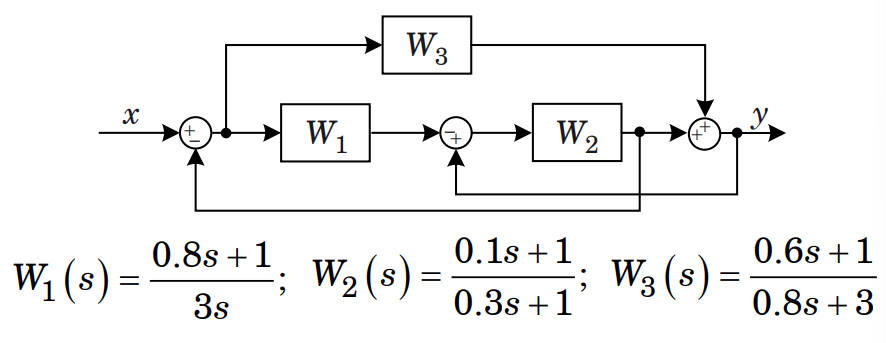 W₃
x
+
−
W₁
−
+
W₂
+
+
y
W₁(s) = (0.8s + 1)/(3s); W₂(s) = (0.1s + 1)/(0.3s + 1); W₃(s) = (0.6s + 1)/(0.8s + 3)